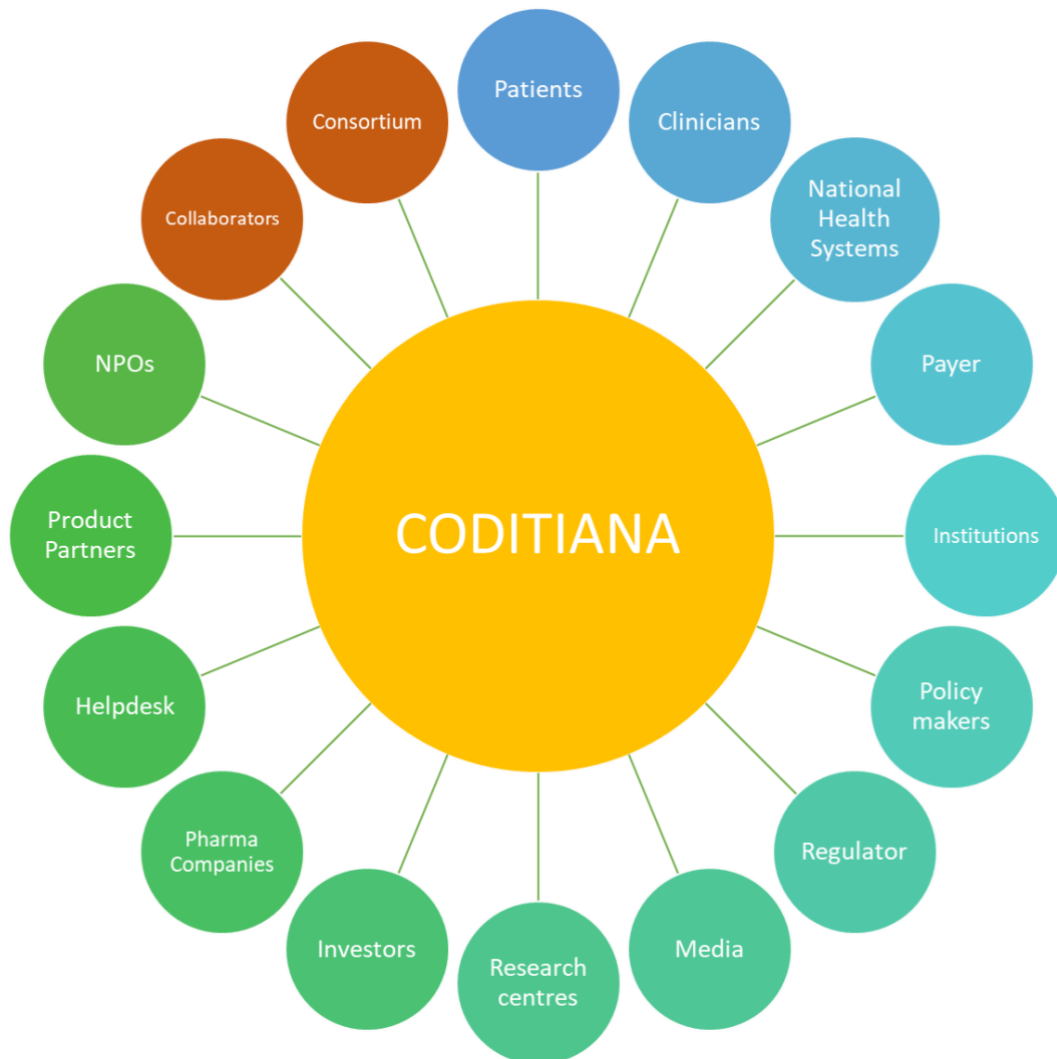 Patients
Clinicians
National
Health
Systems
Payer
Institutions
Policy
makers
Regulator
Media
Research
centres
Investors
Pharma
Companies
Helpdesk
Product
Partners
NPOs
Collaborators
Consortium
CODITIANA